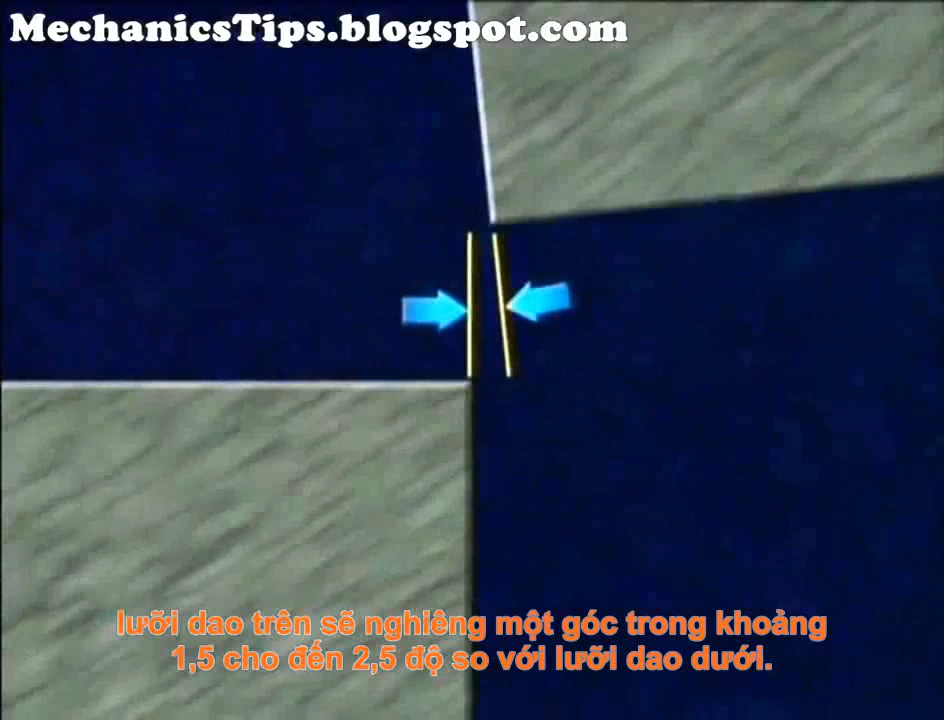 MechanicsTips.blogspot.com
lưỡi dao trên sẽ nghiêng một góc trong khoảng
1,5 cho đến 2,5 độ so với lưỡi dao dưới.